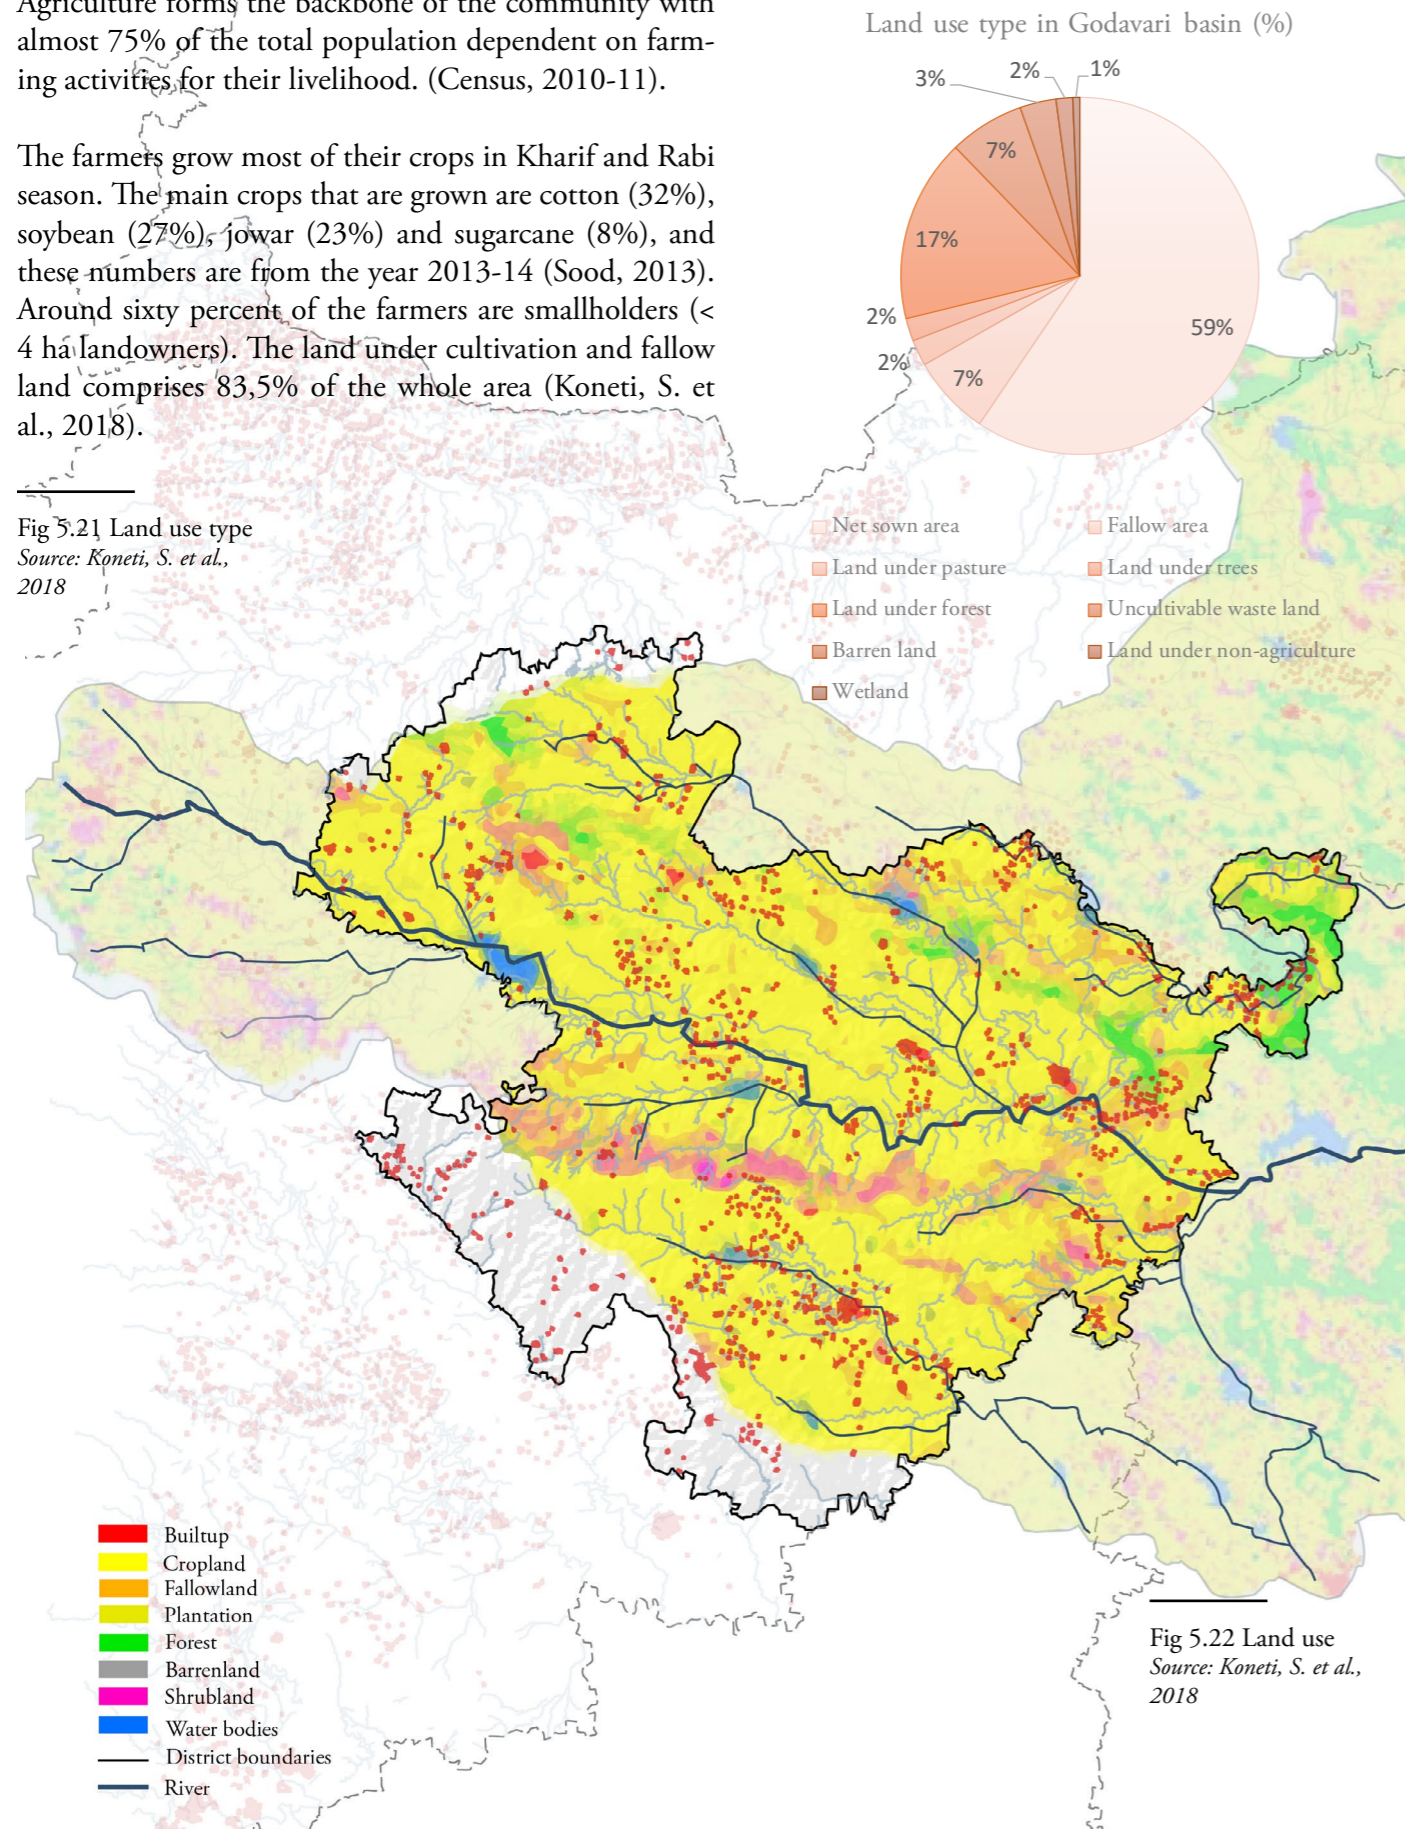 Agriculture forms the backbone of the community with
almost 75% of the total population dependent on farm-
ing activities for their livelihood. (Census, 2010-11).
The farmers grow most of their crops in Kharif and Rabi
season. The main crops that are grown are cotton (32%),
soybean (27%), jowar (23%) and sugarcane (8%), and
these numbers are from the year 2013-14 (Sood, 2013).
Around sixty percent of the farmers are smallholders (<
4 ha landowners). The land under cultivation and fallow
land comprises 83,5% of the whole area (Koneti, S. et
al., 2018).
Fig 5.21 Land use type
Source: Koneti, S. et al.,
2018
Land use type in Godavari basin (%)
3%
2%
1%
7%
17%
2%
2%
7%
59%
Net sown area
Fallow area
Land under pasture
Land under trees
Land under forest
Uncultivable waste land
Barren land
Land under non-agriculture
Wetland
Builtup
Cropland
Fallowland
Plantation
Forest
Barrenland
Shrubland
Water bodies
District boundaries
River
Fig 5.22 Land use
Source: Koneti, S. et al.,
2018